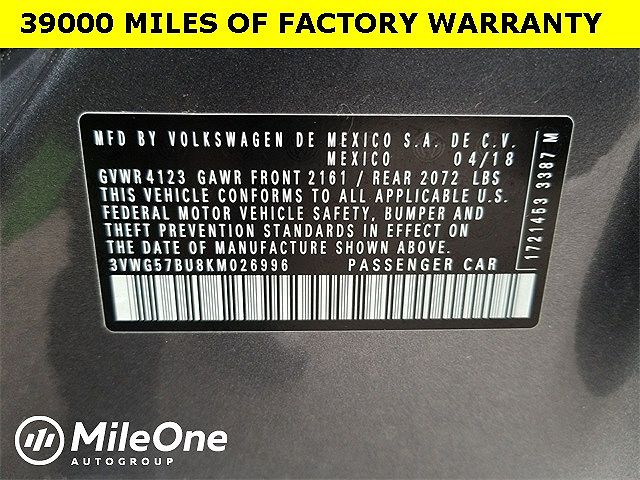 39000 MILES OF FACTORY WARRANTY
MFD BY VOLKSWAGEN DE MEXICO S.A. DE C.V.
MEXICO 04/18
GVWR 4123 GAWR FRONT 2161 / REAR 2072 LBS
THIS VEHICLE CONFORMS TO ALL APPLICABLE U.S.
FEDERAL MOTOR VEHICLE SAFETY, BUMPER AND
THEFT PREVENTION STANDARDS IN EFFECT ON
THE DATE OF MANUFACTURE SHOWN ABOVE.
3VWG57BU8KM026996 PASSENGER CAR
1721453 3387 M
MileOne
AUTOGROUP